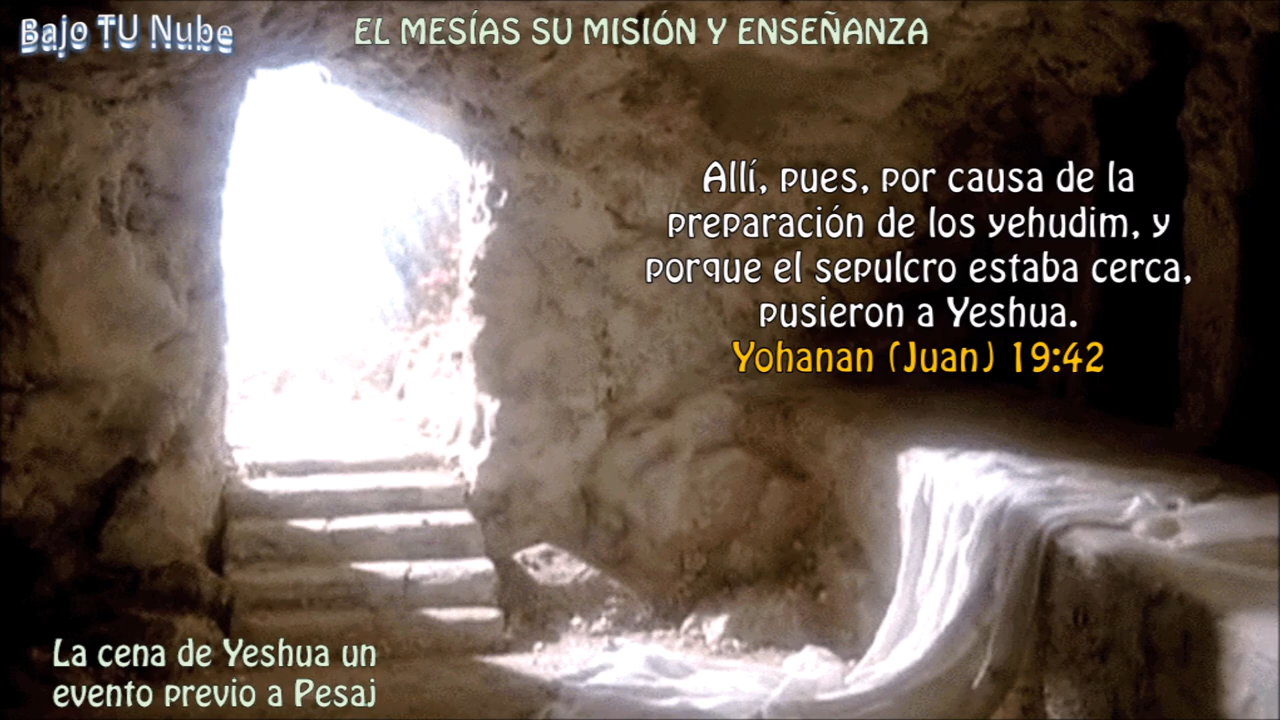 Bajo TU Nube
EL MESÍAS SU MISIÓN Y ENSEÑANZA
Allí, pues, por causa de la
preparación de los yehudim, y
porque el sepulcro estaba cerca,
pusieron a Yeshua.
Yohanan (Juan) 19:42
La cena de Yeshua un
evento previo a Pesaj